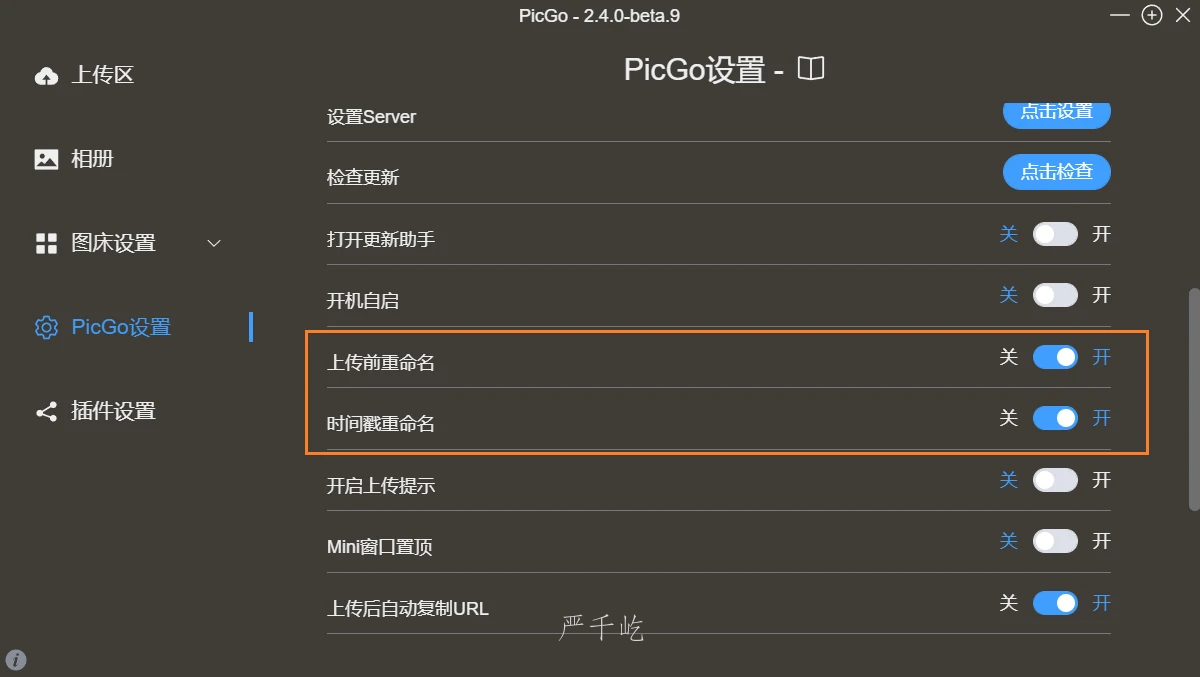 PicGo - 2.4.0-beta.9
上传区
相册
图床设置
PicGo设置
插件设置
PicGo设置 -
设置Server 点击设置
检查更新 点击检查
打开更新助手 关 开
开机自启 关 开
上传前重命名 关 开
时间戳重命名 关 开
开启上传提示 关 开
Mini窗口置顶 关 开
上传后自动复制URL 关 开
严千屹